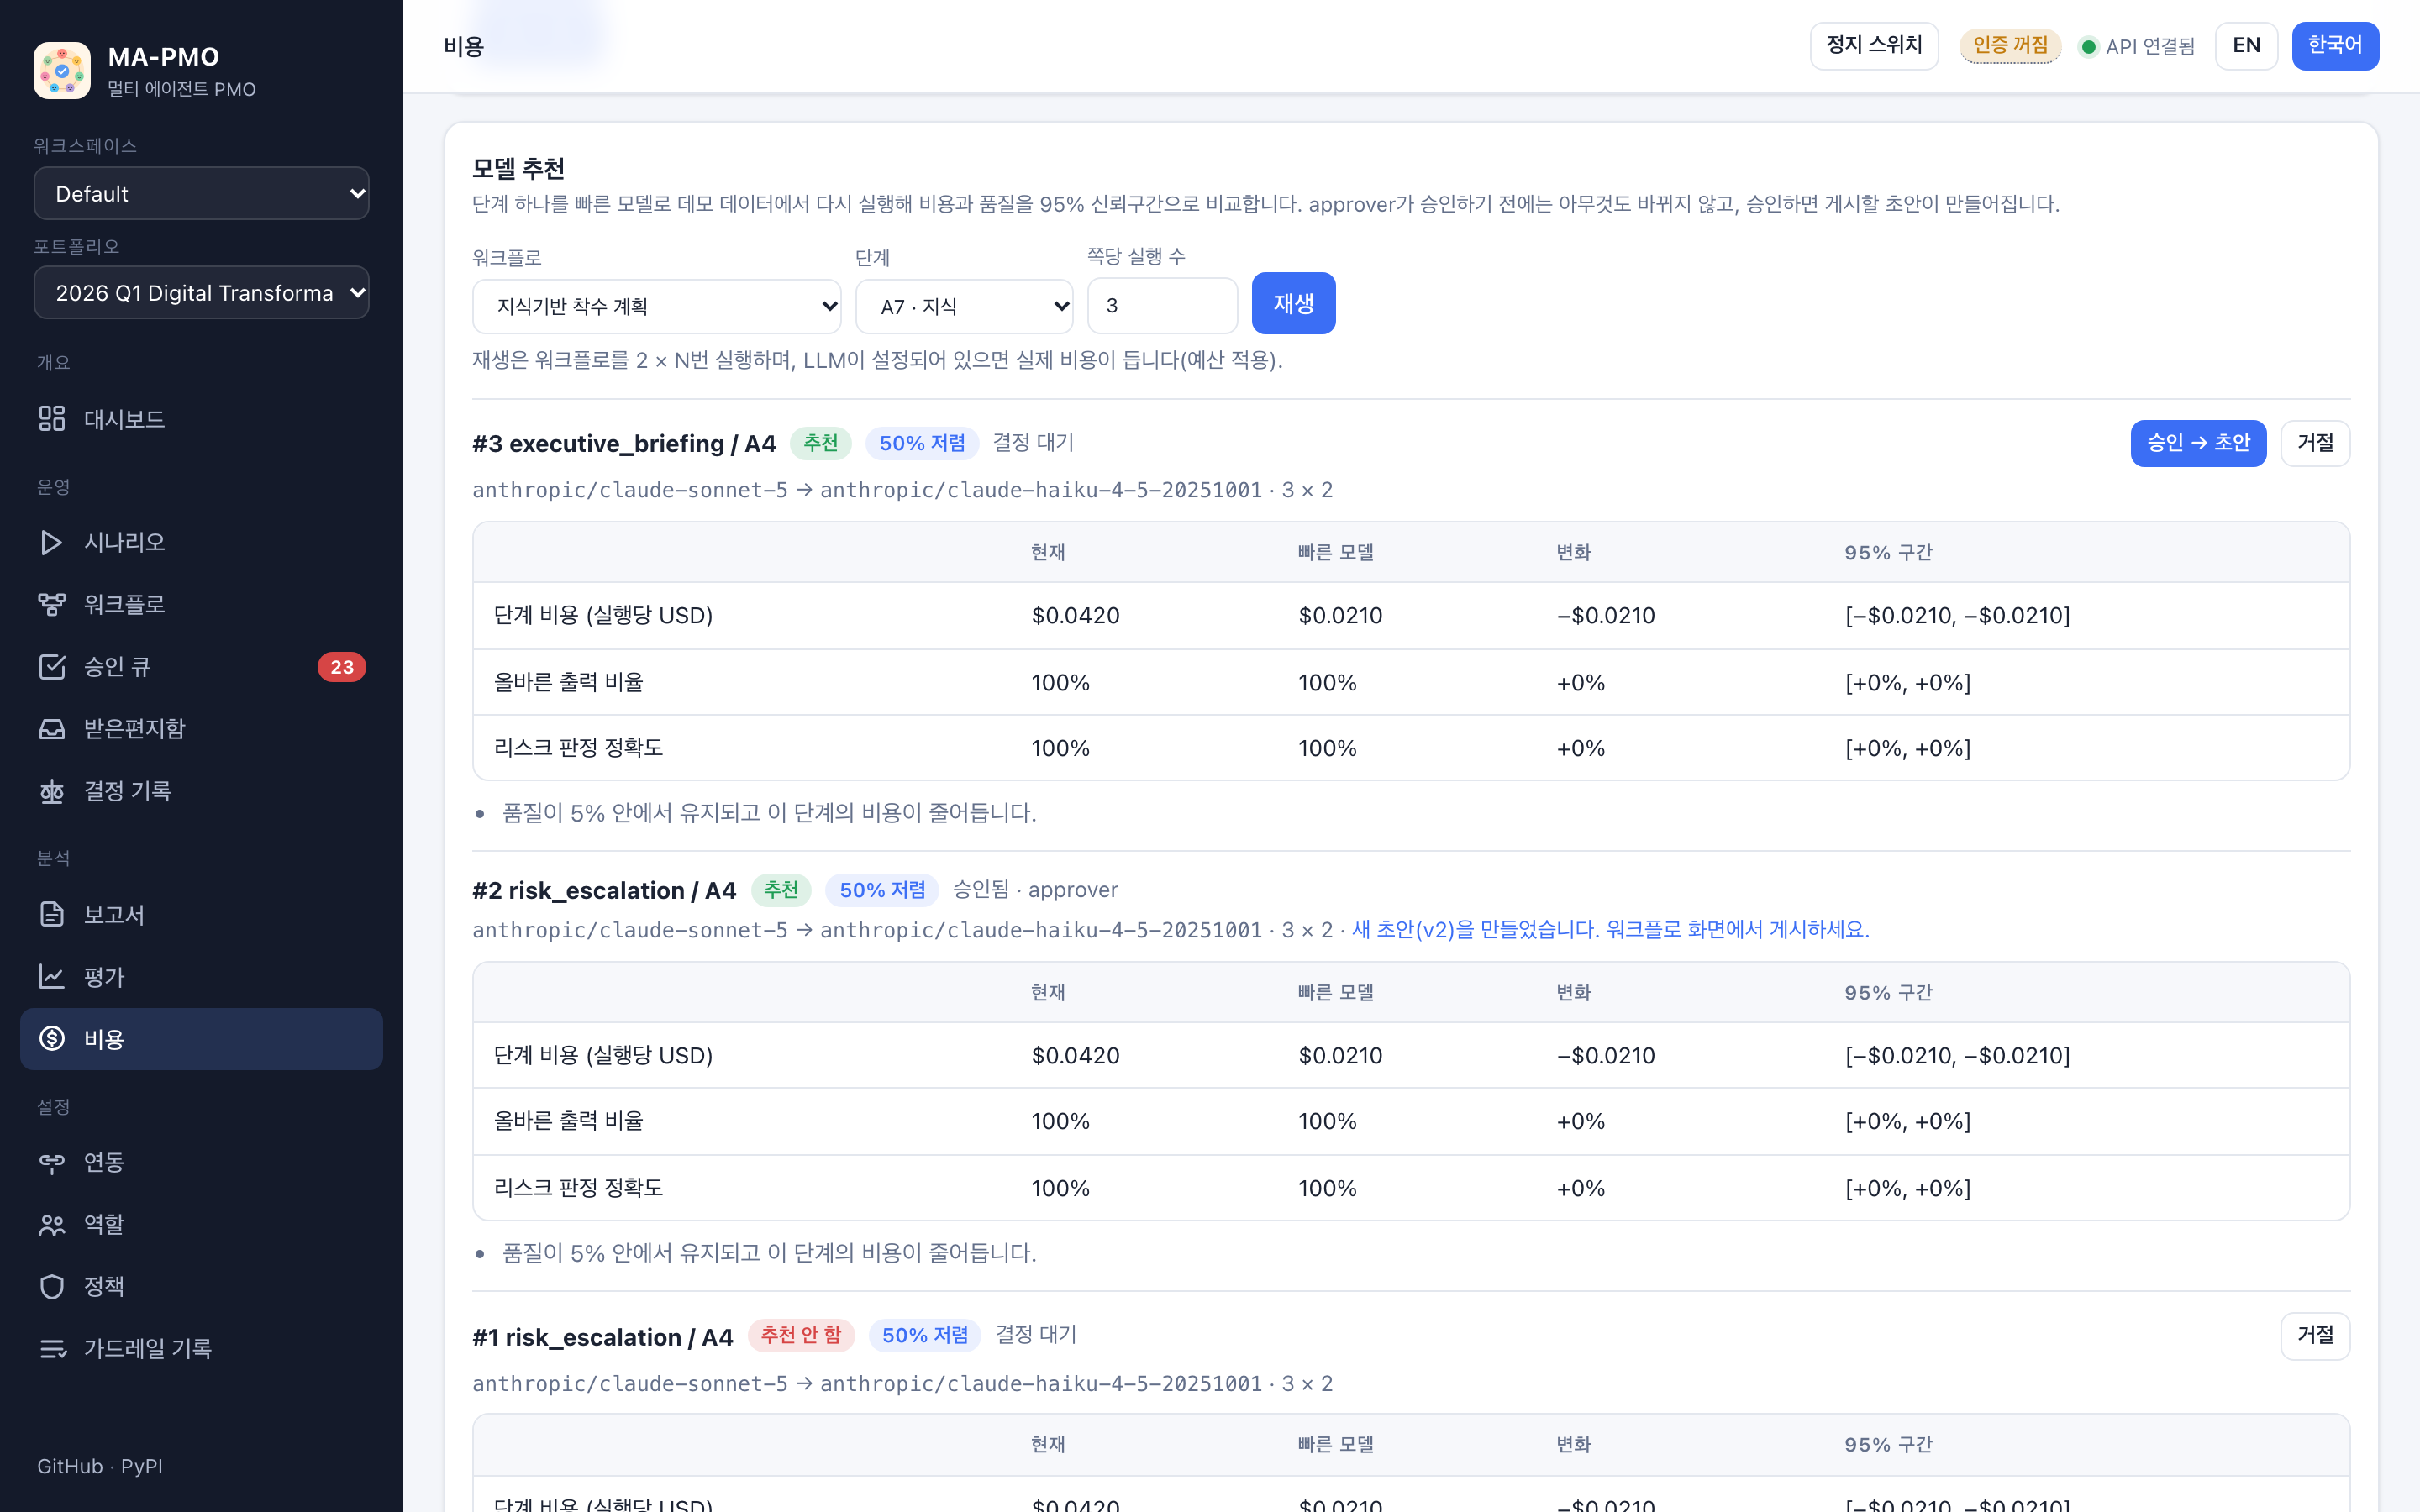 MA-PMO
멀티 에이전트 PMO
워크스페이스
Default
포트폴리오
2026 Q1 Digital Transforma
개요
대시보드
운영
시나리오
워크플로
승인 큐 23
받은편지함
결정 기록
분석
보고서
평가
비용
설정
연동
역할
정책
가드레일 기록
GitHub · PyPI
비용 정지 스위치 인증 꺼짐 API 연결됨 EN 한국어
모델 추천
단계 하나를 빠른 모델로 데모 데이터에서 다시 실행해 비용과 품질을 95% 신뢰구간으로 비교합니다. approver가 승인하기 전에는 아무것도 바뀌지 않고, 승인하면 게시할 초안이 만들어집니다.
워크플로 단계 쪽당 실행 수
지식기반 착수 계획 A7 · 지식 3 재생
재생은 워크플로를 2 × N번 실행하며, LLM이 설정되어 있으면 실제 비용이 듭니다(예산 적용).
#3 executive_briefing / A4 추천 50% 저렴 결정 대기 승인 → 초안 거절
anthropic/claude-sonnet-5 → anthropic/claude-haiku-4-5-20251001 · 3 × 2
현재 빠른 모델 변화 95% 구간
단계 비용 (실행당 USD) $0.0420 $0.0210 −$0.0210 [−$0.0210, −$0.0210]
올바른 출력 비율 100% 100% +0% [+0%, +0%]
리스크 판정 정확도 100% 100% +0% [+0%, +0%]
• 품질이 5% 안에서 유지되고 이 단계의 비용이 줄어듭니다.
#2 risk_escalation / A4 추천 50% 저렴 승인됨 · approver
anthropic/claude-sonnet-5 → anthropic/claude-haiku-4-5-20251001 · 3 × 2 · 새 초안(v2)을 만들었습니다. 워크플로 화면에서 게시하세요.
현재 빠른 모델 변화 95% 구간
단계 비용 (실행당 USD) $0.0420 $0.0210 −$0.0210 [−$0.0210, −$0.0210]
올바른 출력 비율 100% 100% +0% [+0%, +0%]
리스크 판정 정확도 100% 100% +0% [+0%, +0%]
• 품질이 5% 안에서 유지되고 이 단계의 비용이 줄어듭니다.
#1 risk_escalation / A4 추천 안 함 50% 저렴 결정 대기 거절
anthropic/claude-sonnet-5 → anthropic/claude-haiku-4-5-20251001 · 3 × 2
현재 빠른 모델 변화 95% 구간
단계 비용 (실행당 USD) $0.0420 $0.0210 −$0.0210 [−$0.0210, −$0.0210]